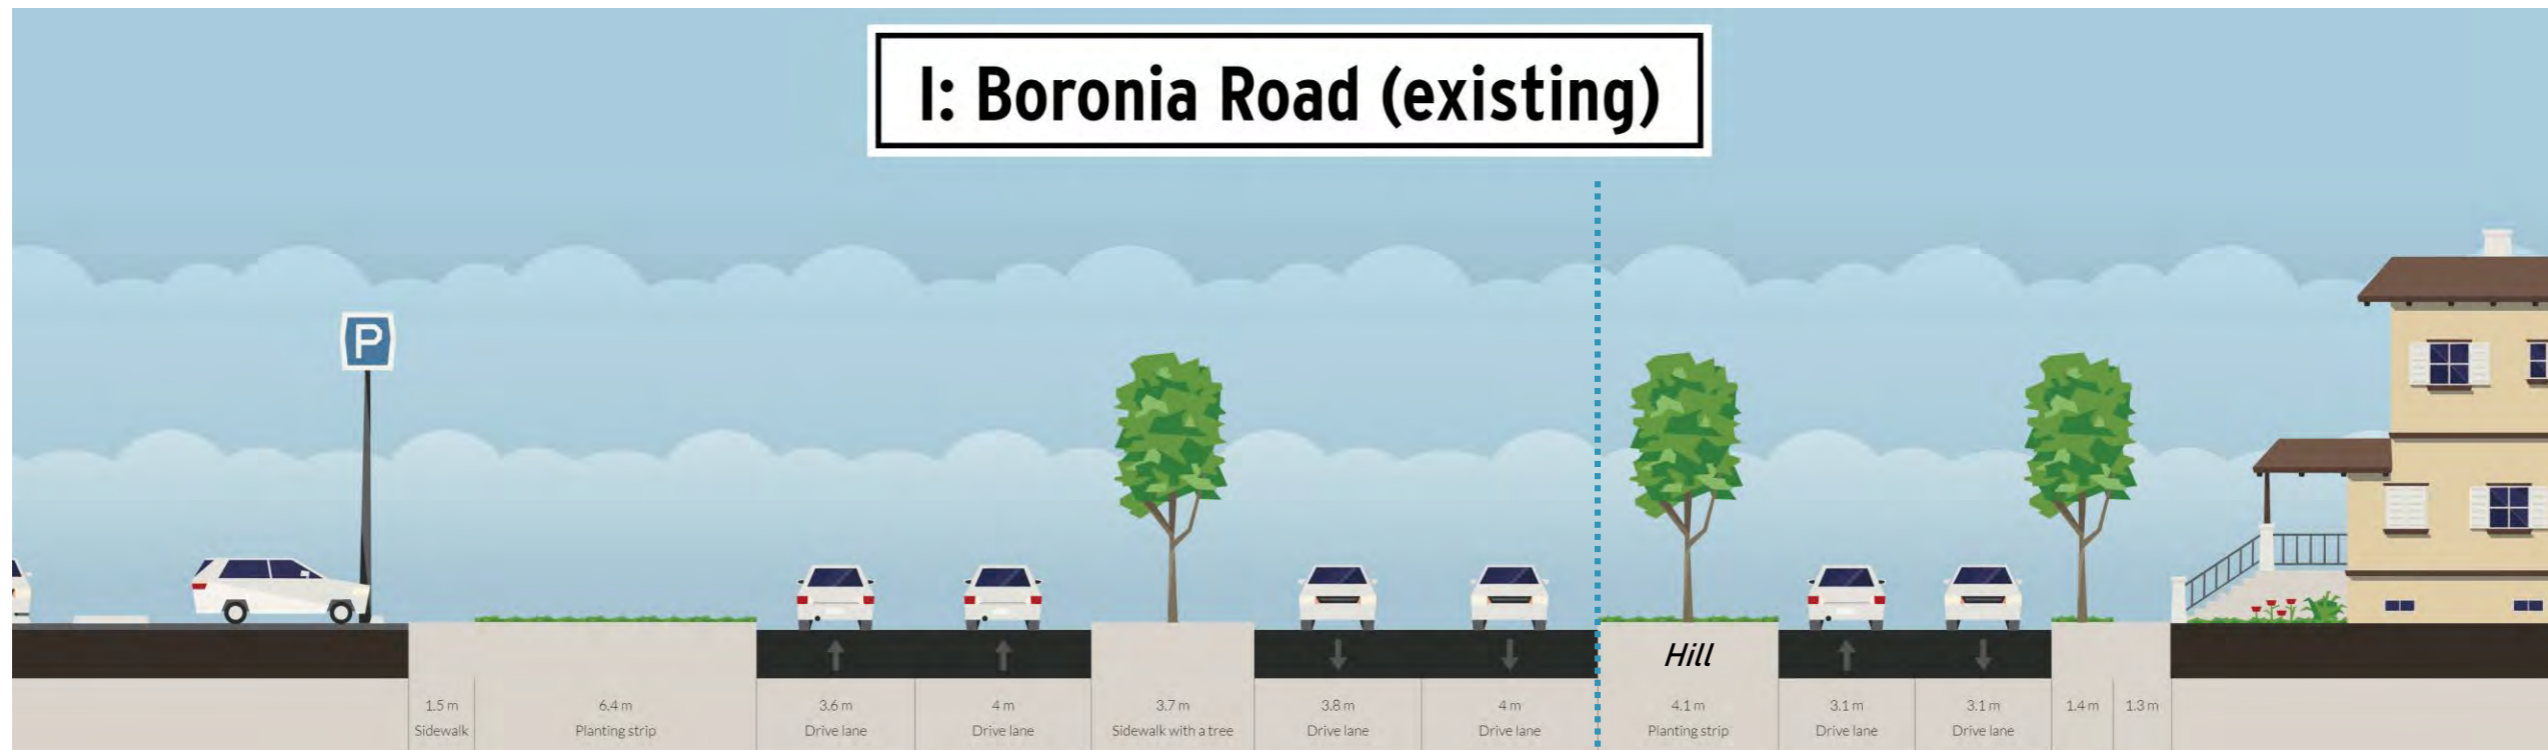 I: Boronia Road (existing)
P
Hill
1.5 m
Sidewalk
6.4 m
Planting strip
3.6 m
Drive lane
4 m
Drive lane
3.7 m
Sidewalk with a tree
3.8 m
Drive lane
4 m
Drive lane
4.1 m
Planting strip
3.1 m
Drive lane
3.1 m
Drive lane
1.4 m
1.3 m